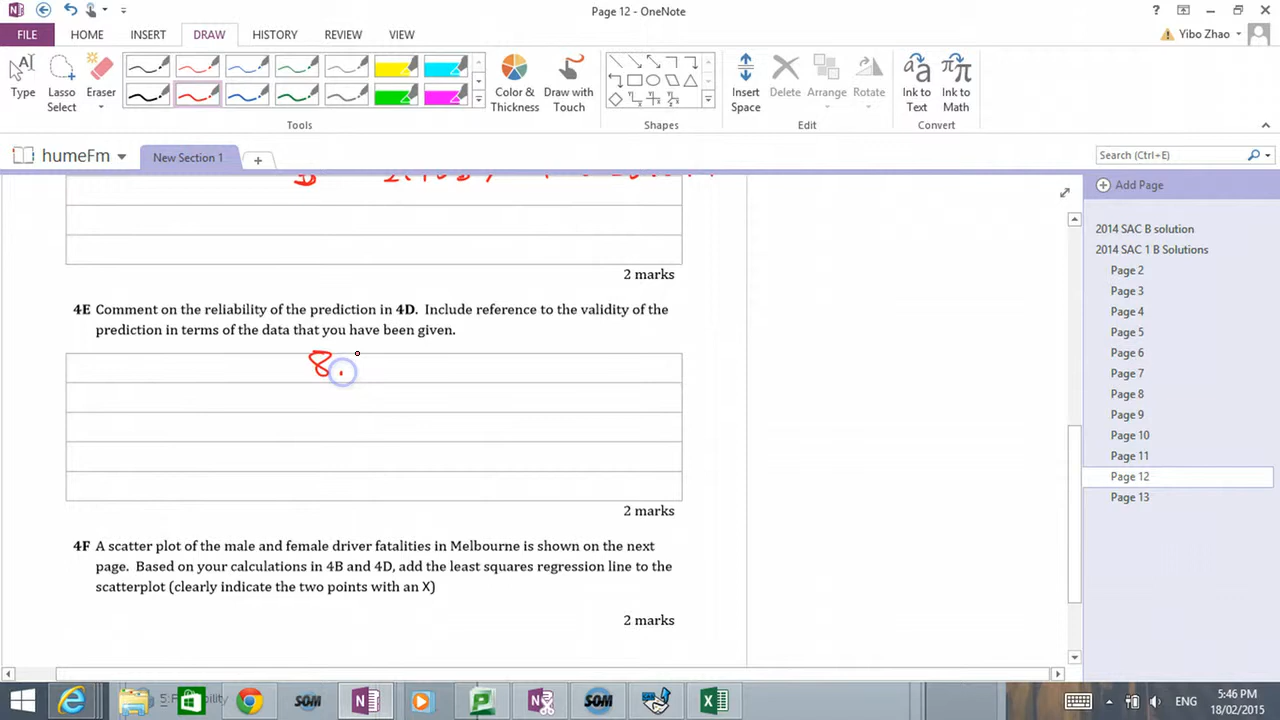 Page 12 - OneNote
Yibo Zhao
FILE HOME INSERT DRAW HISTORY REVIEW VIEW
Type Lasso Select Eraser Color & Thickness Draw with Touch Insert Space Delete Arrange Rotate Ink to Text Ink to Math
Tools Shapes Edit Convert
humeFm New Section 1 Search (Ctrl+E)
Add Page
2014 SAC B solution
2014 SAC 1 B Solutions
Page 2
Page 3
Page 4
Page 5
Page 6
Page 7
Page 8
Page 9
Page 10
Page 11
Page 12
Page 13
2 marks
4E Comment on the reliability of the prediction in 4D. Include reference to the validity of the
prediction in terms of the data that you have been given.
8.
2 marks
4F A scatter plot of the male and female driver fatalities in Melbourne is shown on the next
page. Based on your calculations in 4B and 4D, add the least squares regression line to the
scatterplot (clearly indicate the two points with an X)
2 marks
SOM SOM
ENG
5:46 PM
18/02/2015